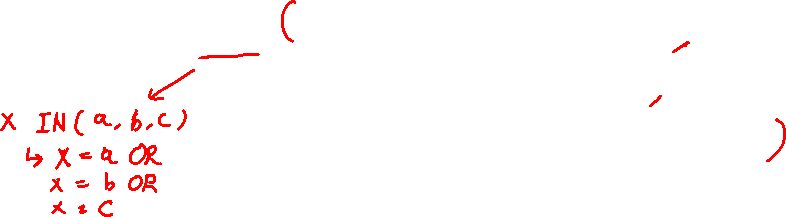 (
X IN(a,b,c)
↳ X = a OR
x = b OR
x = c
)